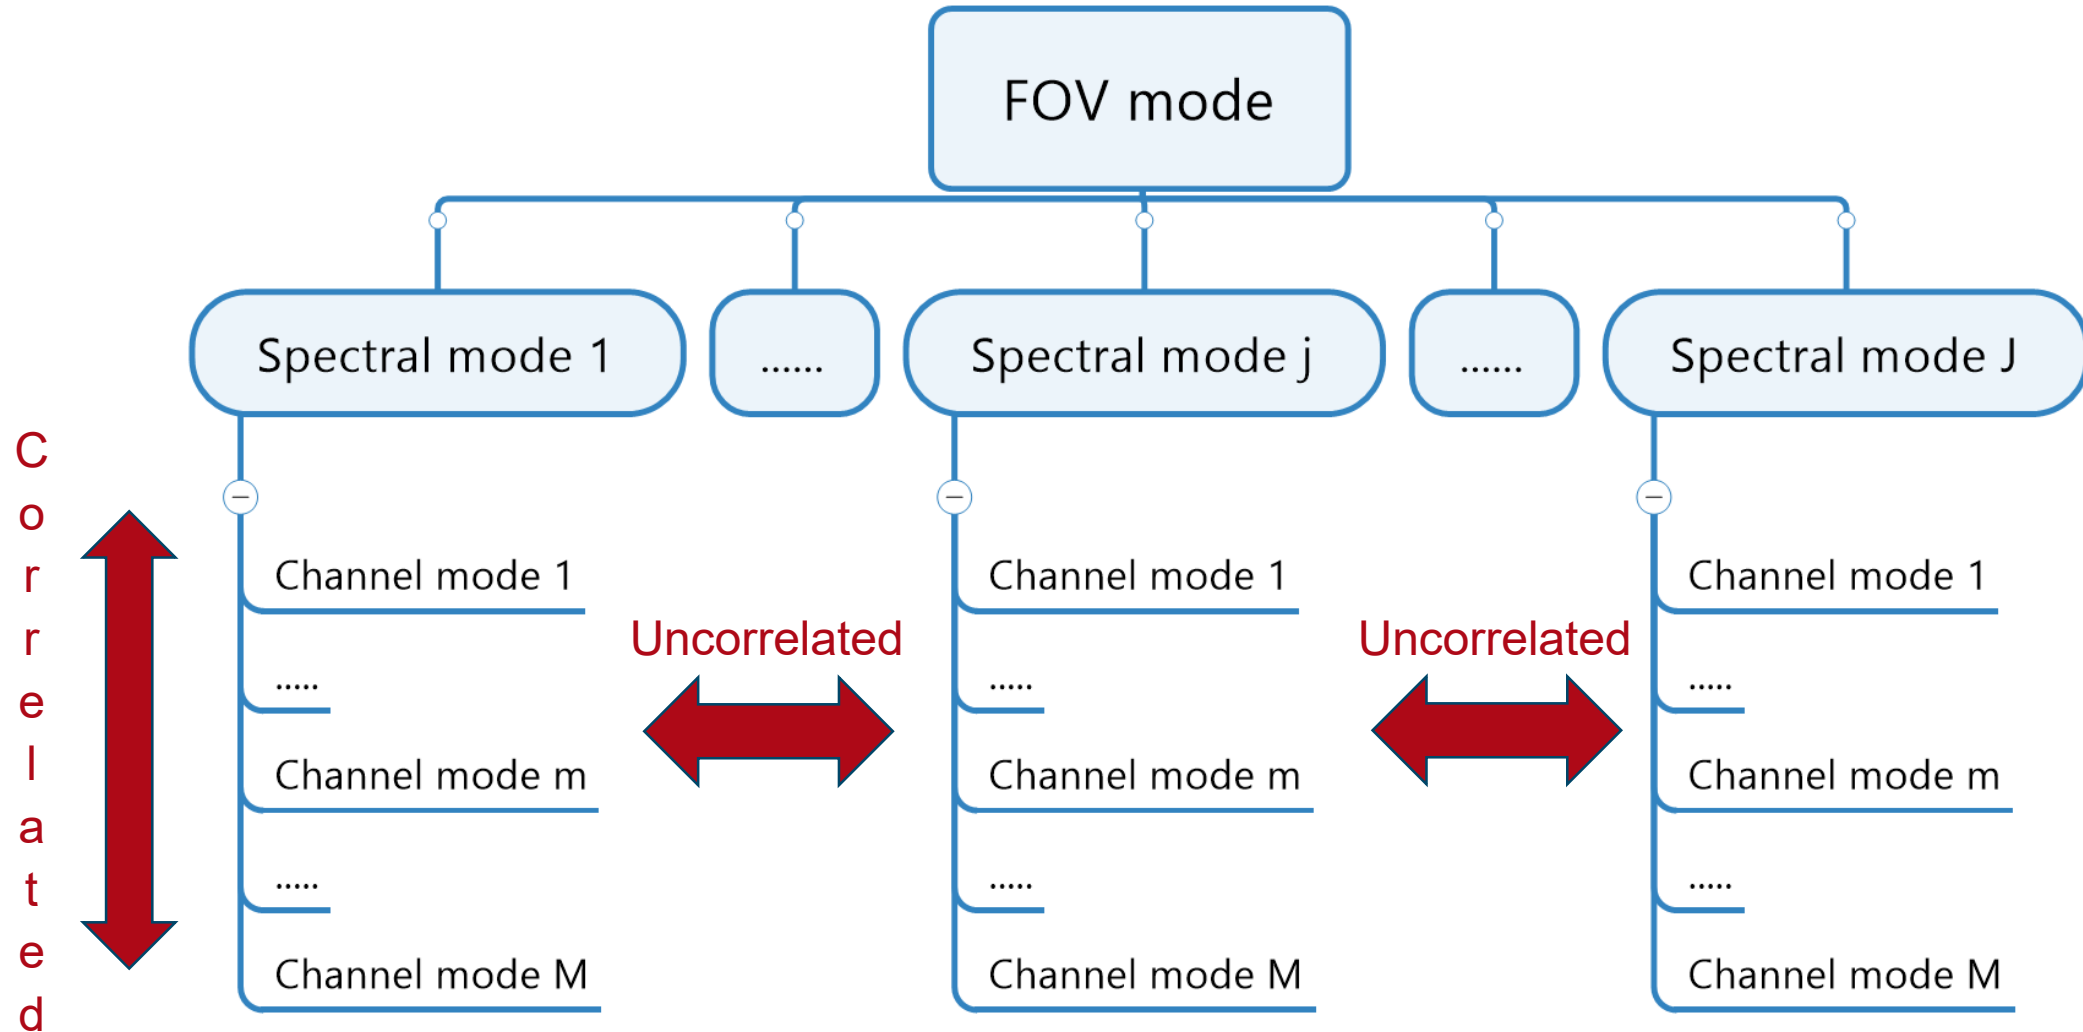 FOV mode
Spectral mode 1
......
Spectral mode j
......
Spectral mode J
Correlated
Channel mode 1
.....
Channel mode m
.....
Channel mode M
Uncorrelated
Channel mode 1
.....
Channel mode m
.....
Channel mode M
Uncorrelated
Channel mode 1
.....
Channel mode m
.....
Channel mode M